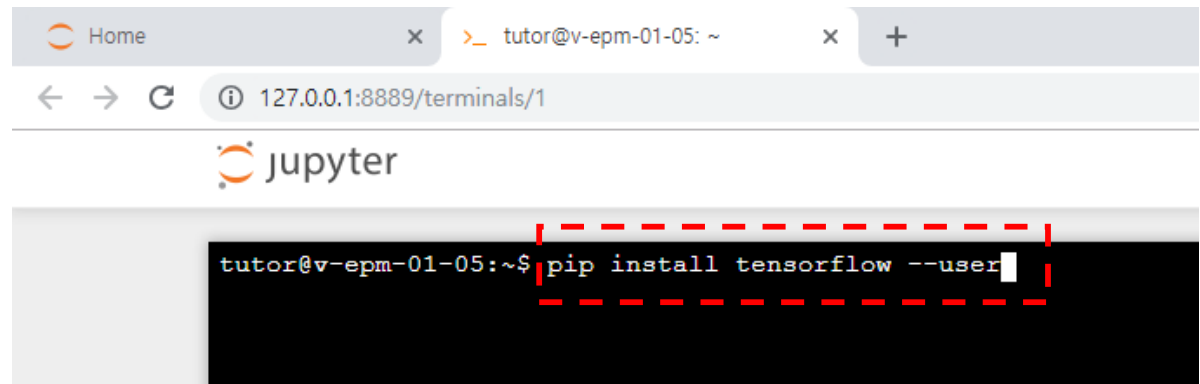 Home
>_ tutor@v-epm-01-05: ~
127.0.0.1:8889/terminals/1
jupyter
tutor@v-epm-01-05:~$ pip install tensorflow --user